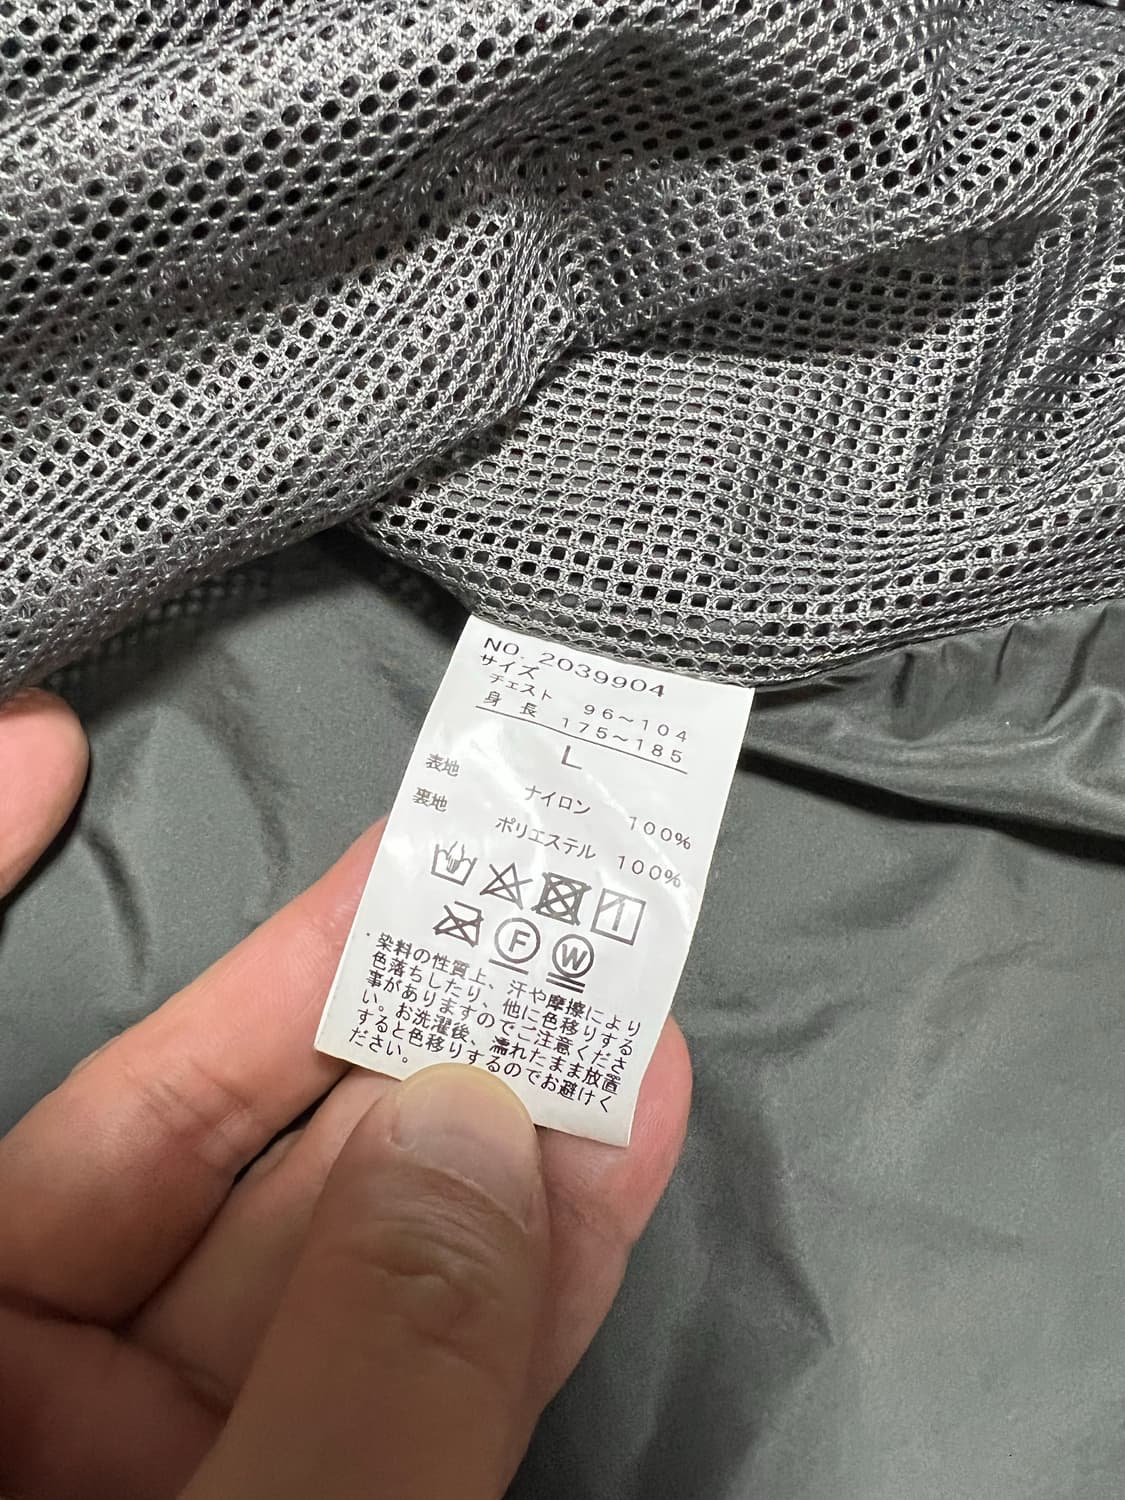 NO. 2039904
サイズ
チェスト 96～104
身長 175～185
L
表地 ナイロン 100%
裏地 ポリエステル 100%
F W
・染料の性質上、汗や摩擦により
色落ちしたり、他に色移りする
事がありますのでご注意くださ
い。お洗濯後、濡れたまま放置
すると色移りするのでお避けく
ださい。